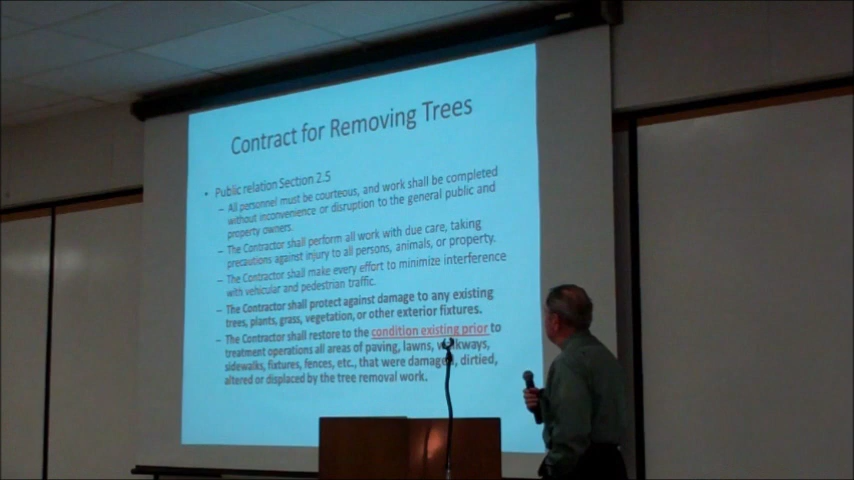 Contract for Removing Trees
• Public relation Section 2.5
– All personnel must be courteous, and work shall be completed
without inconvenience or disruption to the general public and
property owners.
– The Contractor shall perform all work with due care, taking
precautions against injury to all persons, animals, or property.
– The Contractor shall make every effort to minimize interference
with vehicular and pedestrian traffic.
– The Contractor shall protect against damage to any existing
trees, plants, grass, vegetation, or other exterior fixtures.
– The Contractor shall restore to the condition existing prior to
treatment operations all areas of paving, lawns, walkways,
sidewalks, fixtures, fences, etc., that were damaged, dirtied,
altered or displaced by the tree removal work.